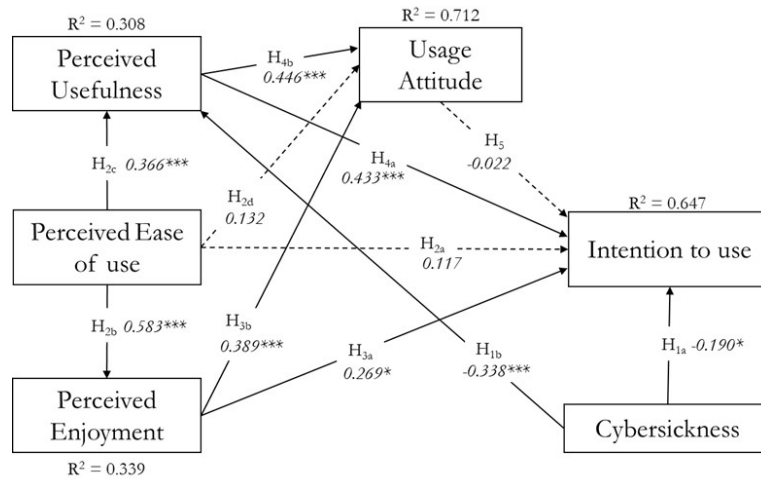 R² = 0.308
Perceived
Usefulness
R² = 0.712
Usage
Attitude
H₄b
0.446***
H₅
-0.022
H₂c 0.366***
H₄a
0.433***
H₂d
0.132
R² = 0.647
Intention to use
Perceived Ease
of use
H₂a
0.117
H₂b 0.583***
H₃b
0.389***
H₃a
0.269*
H₁b
-0.338***
H₁a -0.190*
Perceived
Enjoyment
R² = 0.339
Cybersickness